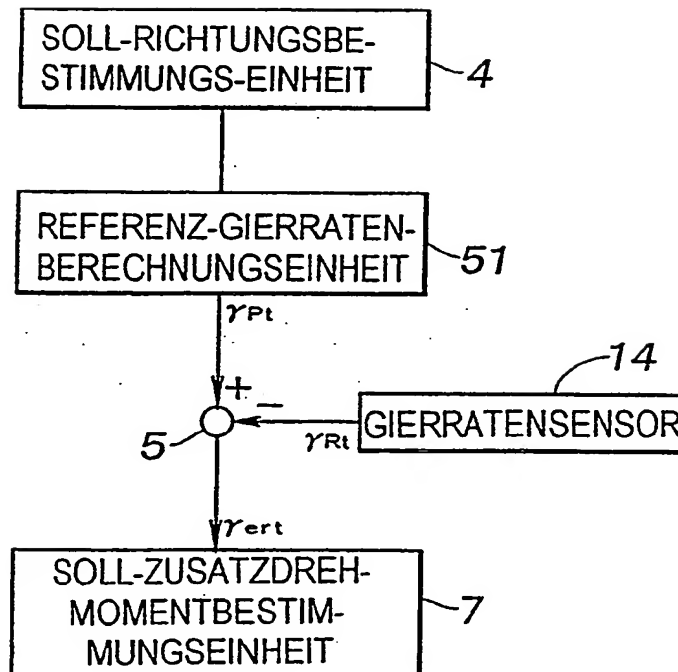 SOLL-RICHTUNGSBE-
STIMMUNGS-EINHEIT
4
REFERENZ-GIERRATEN-
BERECHNUNGSEINHEIT
51
γPt
14
+
−
GIERRATENSENSOR
5
γRt
γert
SOLL-ZUSATZDREH-
MOMENTBESTIM-
MUNGSEINHEIT
7